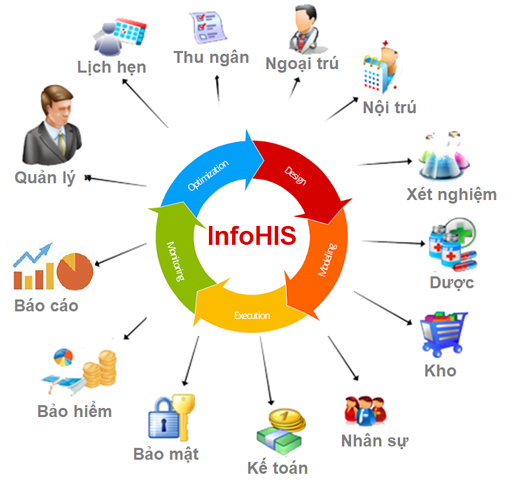 Lịch hẹn
Thu ngân
Ngoại trú
Nội trú
Quản lý
Xét nghiệm
Optimization
Design
InfoHIS
Monitoring
Modeling
Execution
Báo cáo
Dược
Kho
Bảo hiểm
Bảo mật
Kế toán
Nhân sự